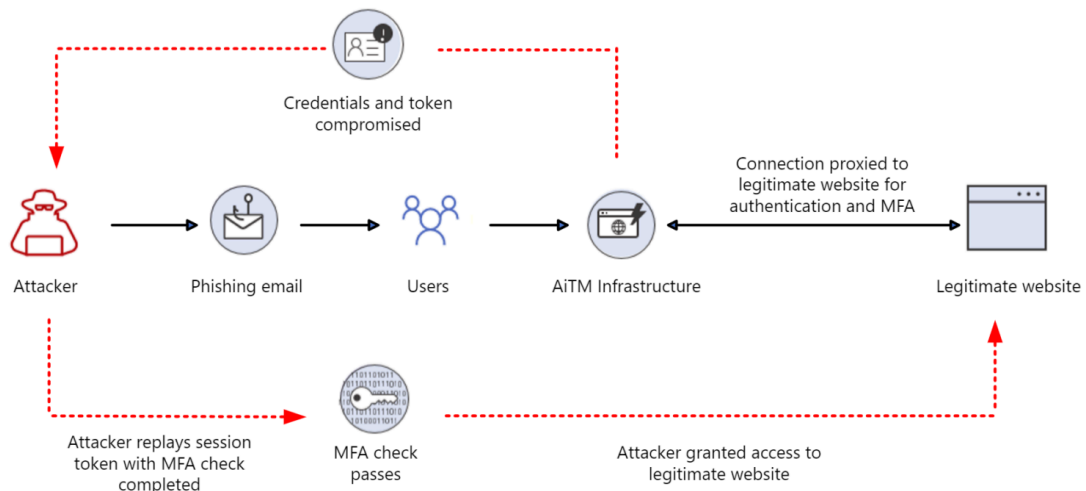 Credentials and token
compromised
Connection proxied to
legitimate website for
authentication and MFA
Attacker
Phishing email
Users
AiTM Infrastructure
Legitimate website
Attacker replays session
token with MFA check
completed
MFA check
passes
Attacker granted access to
legitimate website